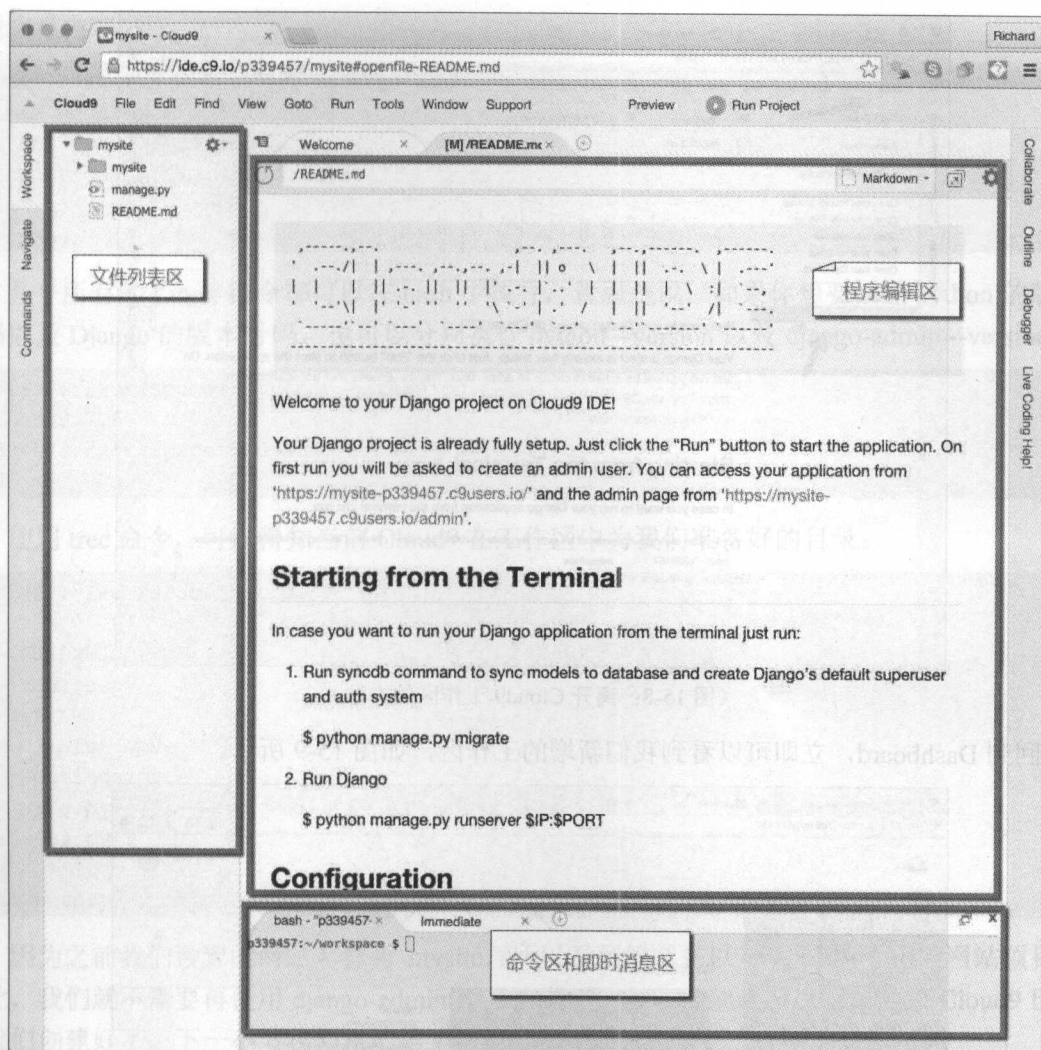 mysite - Cloud9 ×
Richard
https://ide.c9.io/p339457/mysite#openfile-README.md
Cloud9 File Edit Find View Goto Run Tools Window Support Preview Run Project
Workspace
Navigate
Commands
mysite
mysite
manage.py
README.md
文件列表区
Welcome × [M] /README.mc ×
/README.md
Markdown
程序编辑区
Welcome to your Django project on Cloud9 IDE!
Your Django project is already fully setup. Just click the “Run” button to start the application. On
first run you will be asked to create an admin user. You can access your application from
‘https://mysite-p339457.c9users.io/’ and the admin page from ‘https://mysite-
p339457.c9users.io/admin’.
Starting from the Terminal
In case you want to run your Django application from the terminal just run:
1. Run syncdb command to sync models to database and create Django’s default superuser
and auth system
$ python manage.py migrate
2. Run Django
$ python manage.py runserver $IP:$PORT
Configuration
bash - "p339457- × Immediate ×
p339457:~/workspace $
命令区和即时消息区
Collaborate
Outline
Debugger
Live Coding Help!